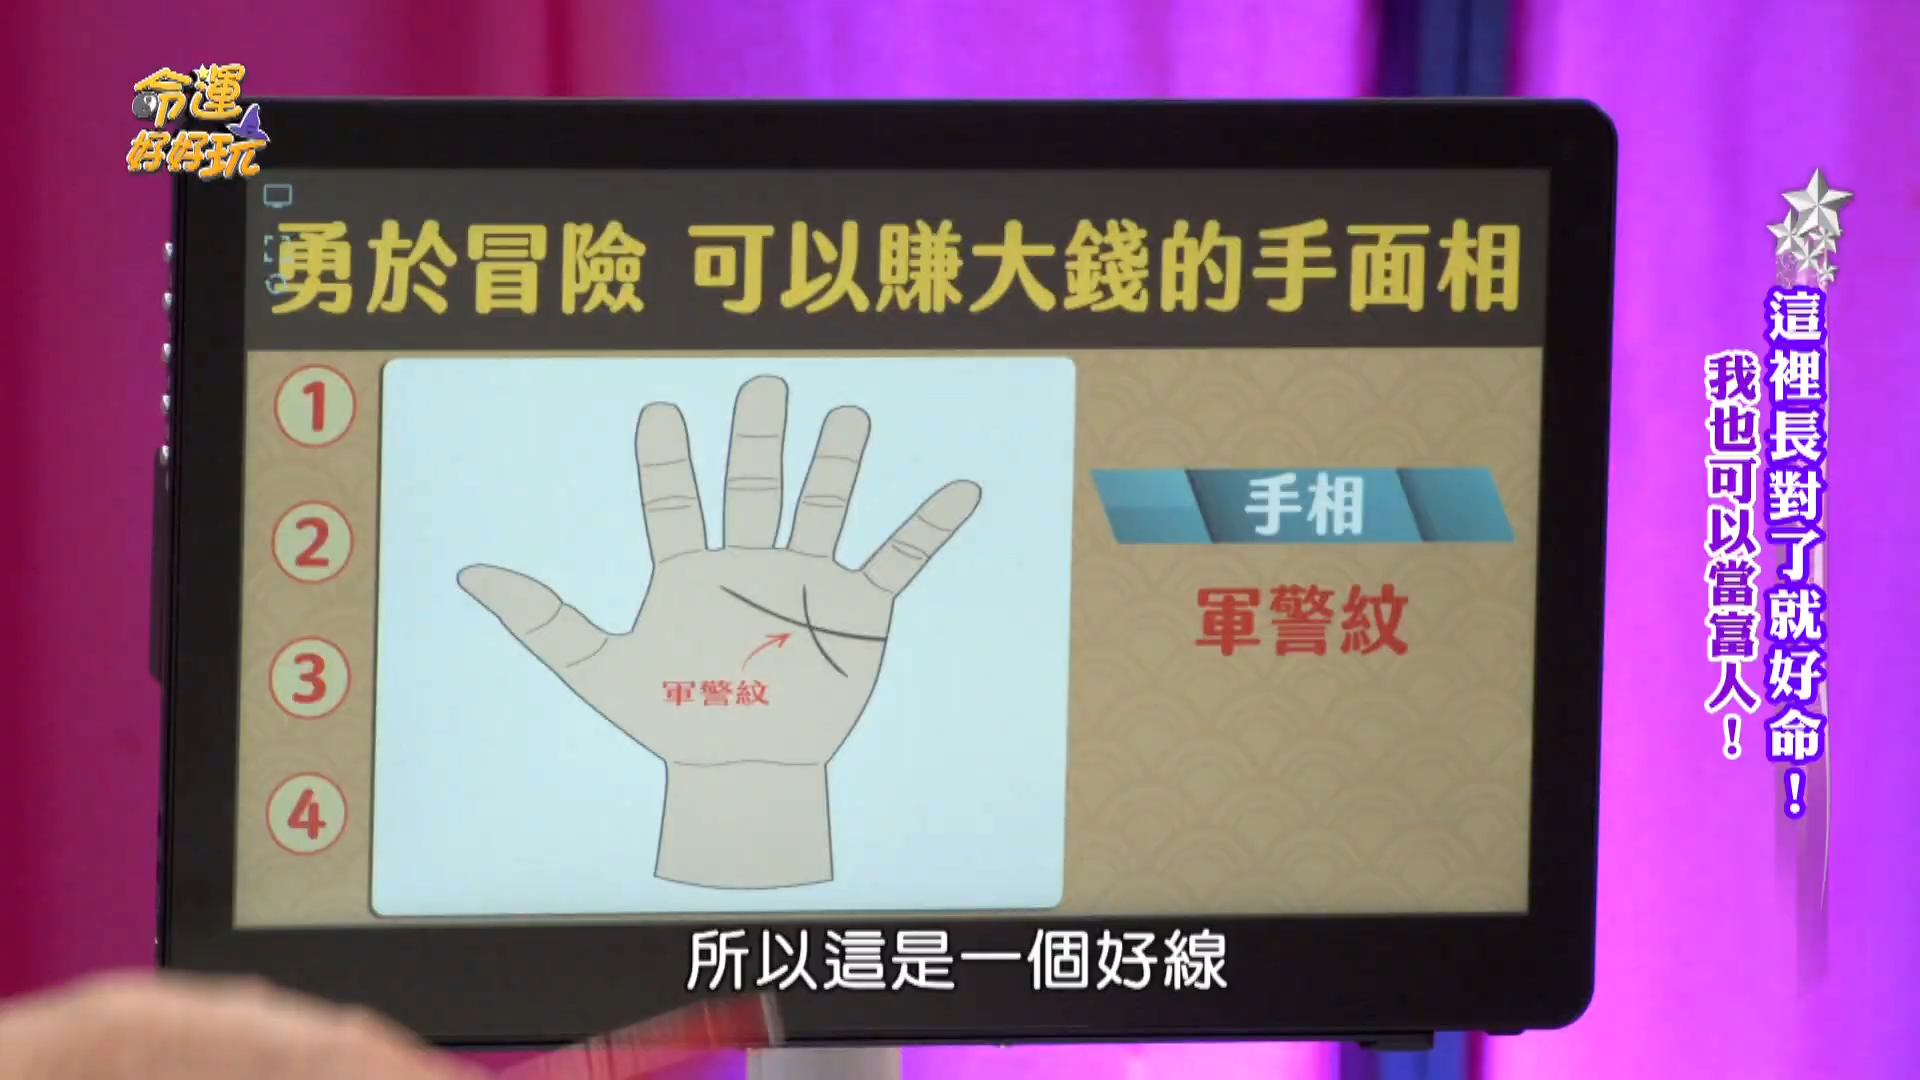 命運
好好玩
勇於冒險 可以賺大錢的手面相
1
2
3
4
手相
軍警紋
軍警紋
這裡長對了就好命！
我也可以當富人！
所以這是一個好線